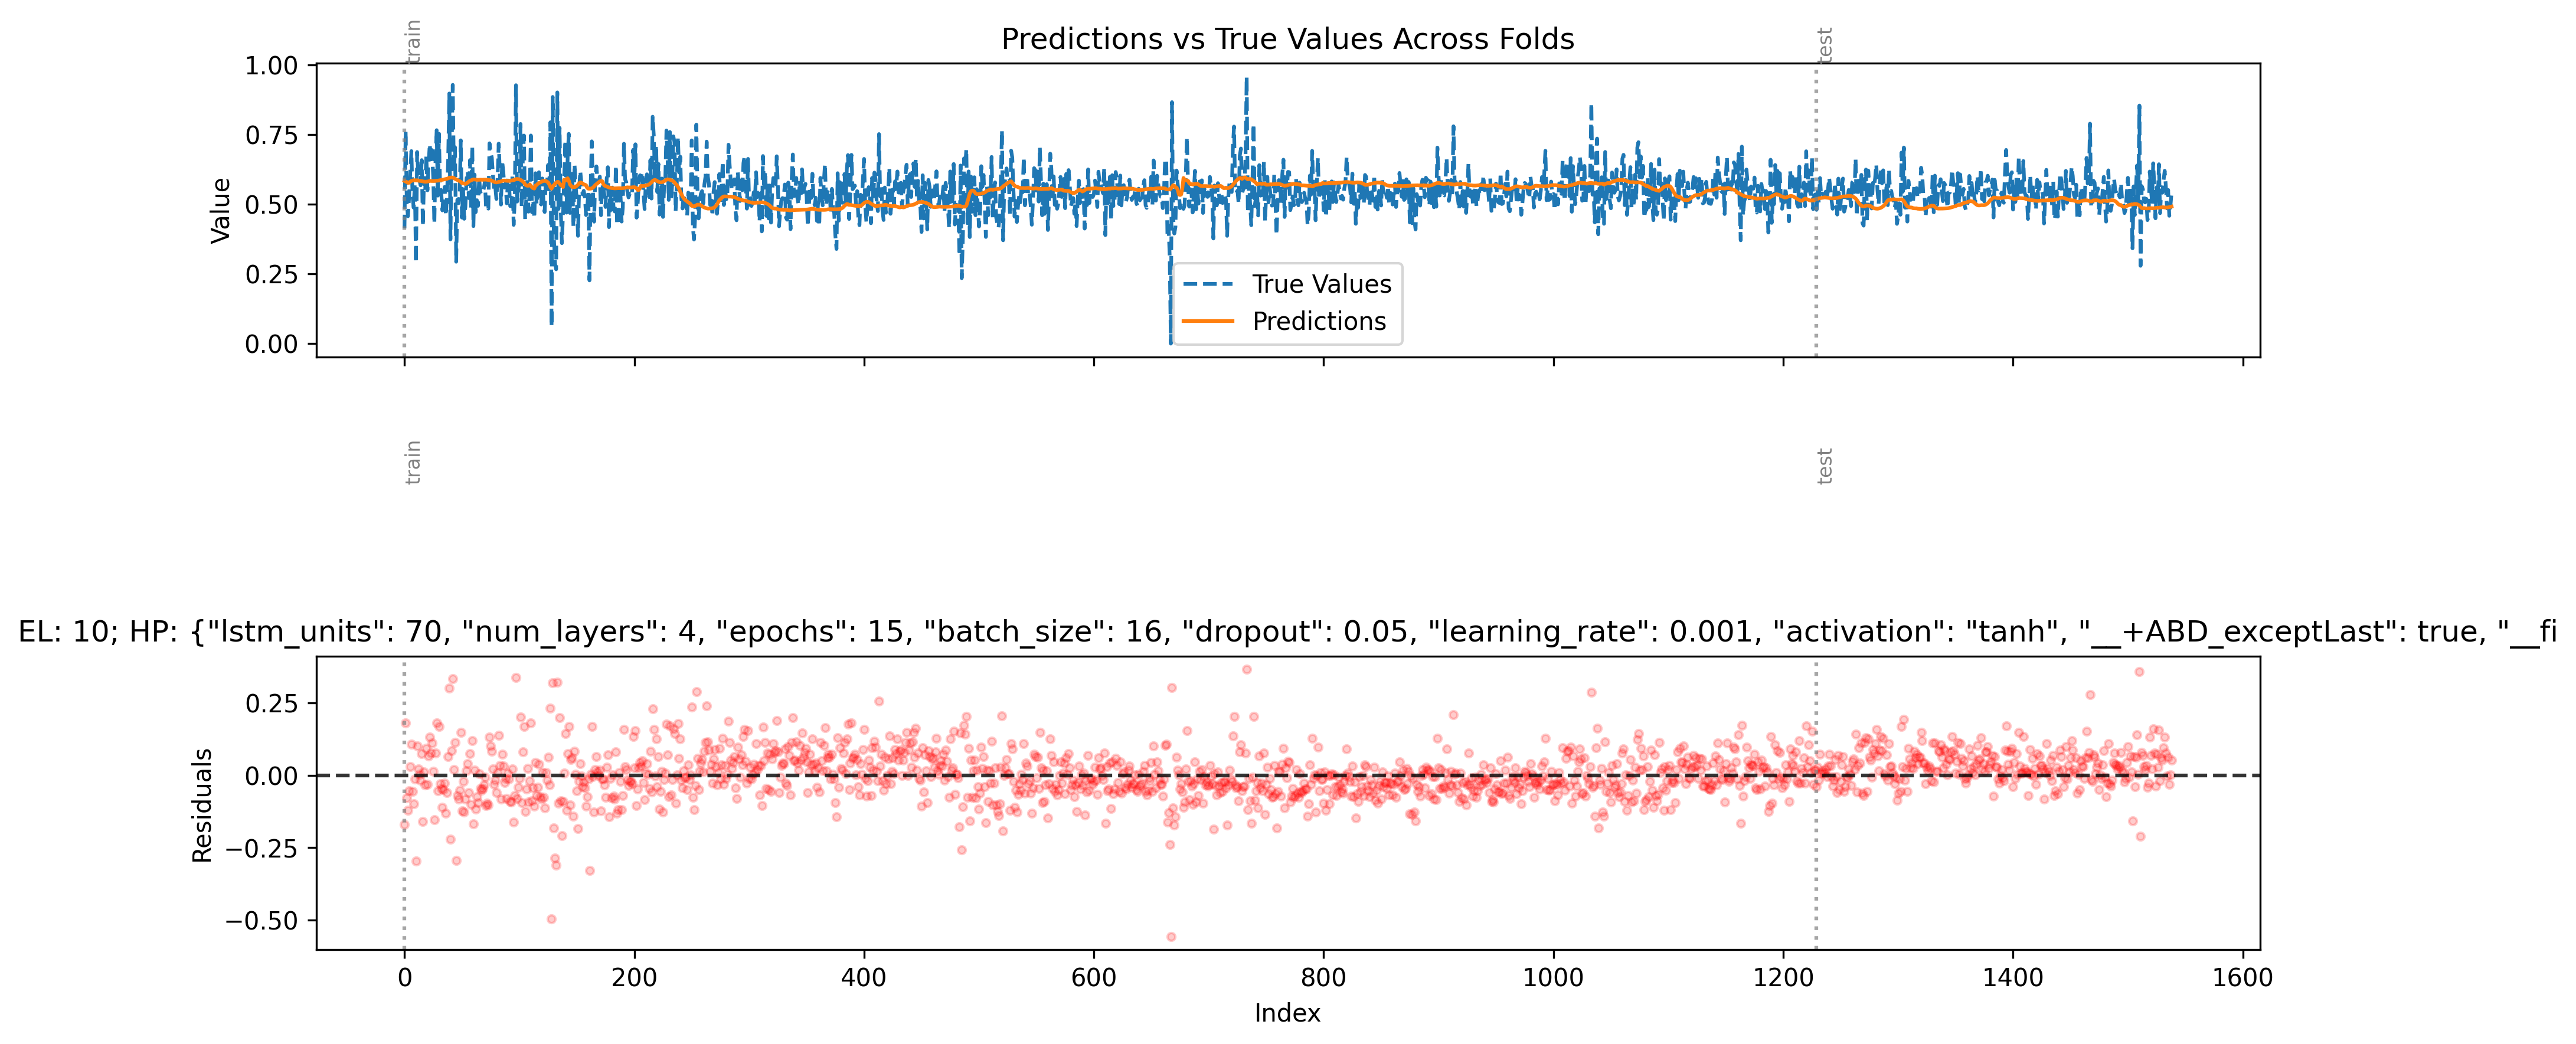 Predictions vs True Values Across Folds
train
test
1.00
0.75
0.50
0.25
0.00
Value
True Values
Predictions
train
test
EL: 10; HP: {"lstm_units": 70, "num_layers": 4, "epochs": 15, "batch_size": 16, "dropout": 0.05, "learning_rate": 0.001, "activation": "tanh", "__+ABD_exceptLast": true, "__fi
0.25
0.00
−0.25
−0.50
Residuals
0 200 400 600 800 1000 1200 1400 1600
Index